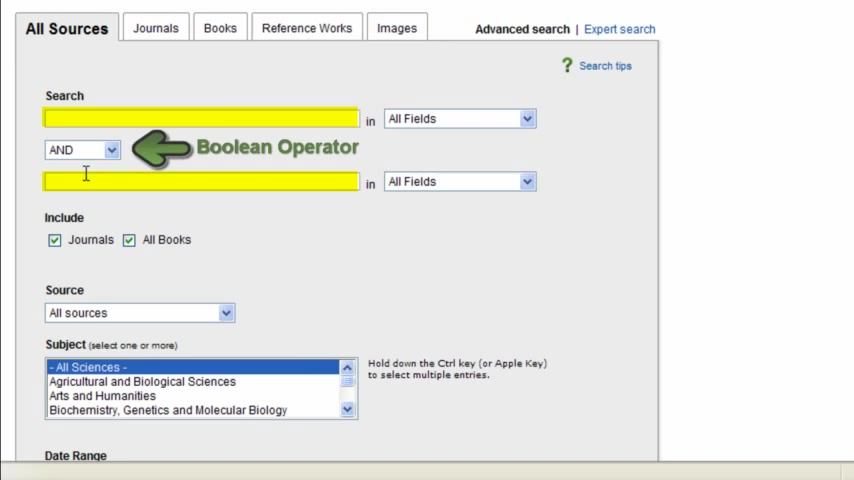 All Sources Journals Books Reference Works Images Advanced search | Expert search
? Search tips
Search
in All Fields
AND Boolean Operator
in All Fields
Include
Journals All Books
Source
All sources
Subject (select one or more)
- All Sciences -
Agricultural and Biological Sciences
Arts and Humanities
Biochemistry, Genetics and Molecular Biology
Hold down the Ctrl key (or Apple Key)
to select multiple entries.
Date Range